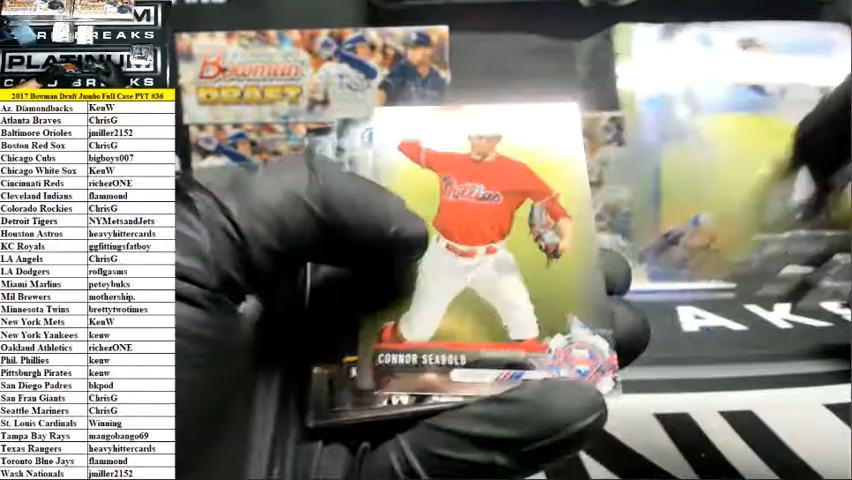 PLATINUM
2017 Bowman Draft Jumbo Full Case PYT #36
Az. Diamondbacks KenW
Atlanta Braves ChrisG
Baltimore Orioles jmiller2152
Boston Red Sox ChrisG
Chicago Cubs bigboys007
Chicago White Sox KenW
Cincinati Reds richezONE
Cleveland Indians flammond
Colorado Rockies ChrisG
Detroit Tigers NYMetsandJets
Houston Astros heavyhittercards
KC Royals ggfittingsfatboy
LA Angels ChrisG
LA Dodgers roflgasms
Miami Marlins peteybuks
Mil Brewers mothership.
Minnesota Twins brettytwotimes
New York Mets KenW
New York Yankees kenw
Oakland Athletics richezONE
Phil. Phillies kenw
Pittsburgh Pirates kenw
San Diego Padres bkpod
San Fran Giants ChrisG
Seattle Mariners ChrisG
St. Louis Cardinals Winning
Tampa Bay Rays mangobango69
Texas Rangers heavyhittercards
Toronto Blue Jays flammond
Wash Nationals jmiller2152
Bowman
DRAFT
Phillies
CONNOR SEABOLD